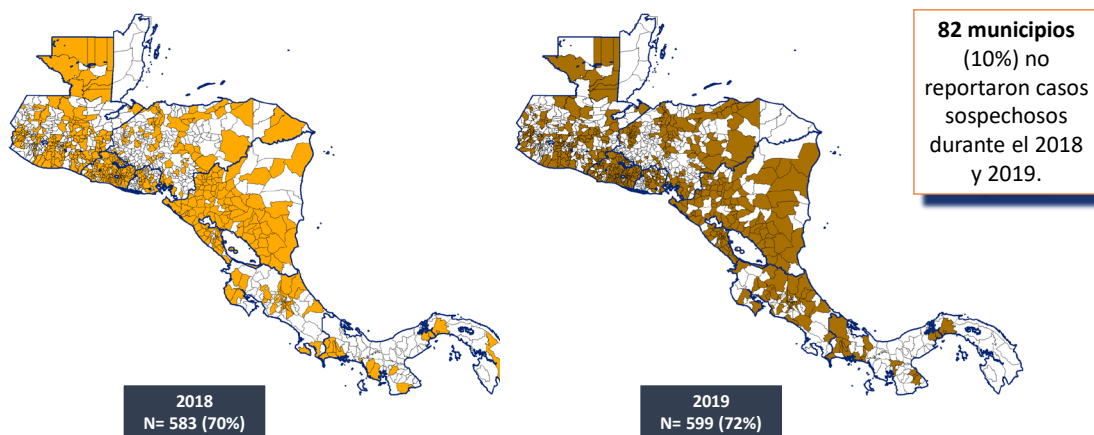 82 municipios
(10%) no
reportaron casos
sospechosos
durante el 2018
y 2019.
2018
N= 583 (70%)
2019
N= 599 (72%)